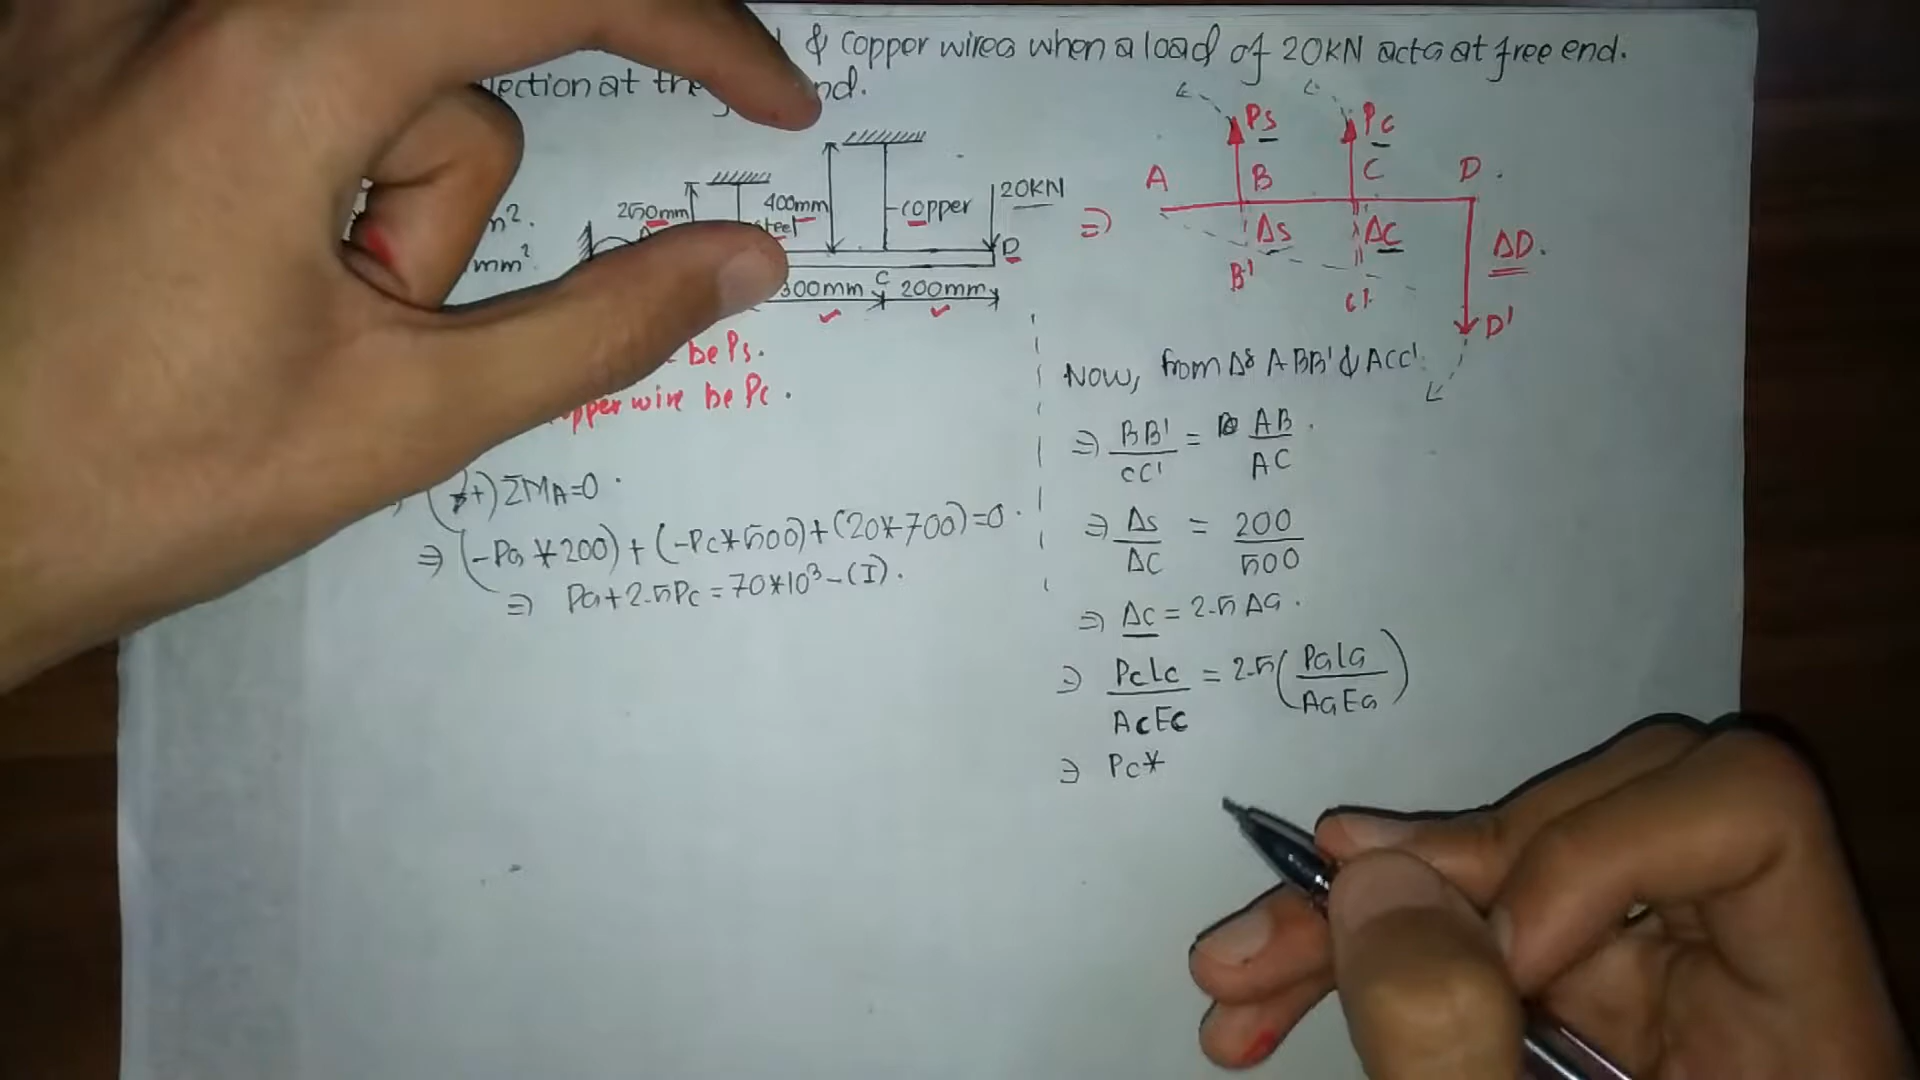 & copper wires when a load of 20KN acts at free end.
lection at the nd.
n².
mm².
250mm
400mm
steel
copper
20KN
D
300mm C 200mm
be Ps.
copper wire be Pc.
(+) ΣMA=0.
⇒ (-Ps*200) + (-Pc*500)+(20*700)=0.
⇒ Ps+2.5Pc = 70*10³ -(I).
⇒
Ps Pc
A B C D.
Δs ΔC ΔD.
B' C'. D'
Now, from Δs ABB' & ACC'.
⇒ BB'/CC' = AB/AC.
⇒ Δs/ΔC = 200/500
⇒ ΔC = 2.5 Δs.
⇒ PcLc/AcEc = 2.5(PsLs/AsEs)
⇒ Pc*